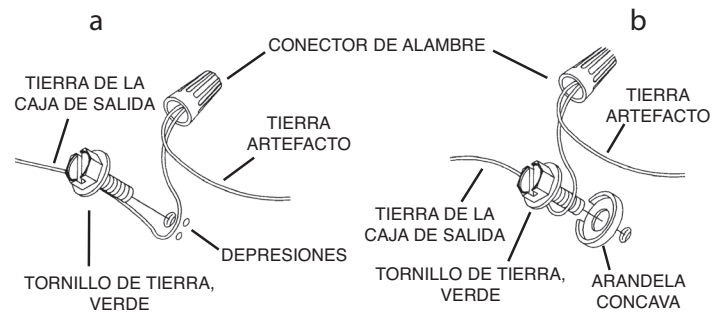 a
b
CONECTOR DE ALAMBRE
TIERRA DE LA
CAJA DE SALIDA
TIERRA
ARTEFACTO
DEPRESIONES
TORNILLO DE TIERRA,
VERDE
TIERRA
ARTEFACTO
TIERRA DE LA
CAJA DE SALIDA
TORNILLO DE TIERRA,
VERDE
ARANDELA
CONCAVA